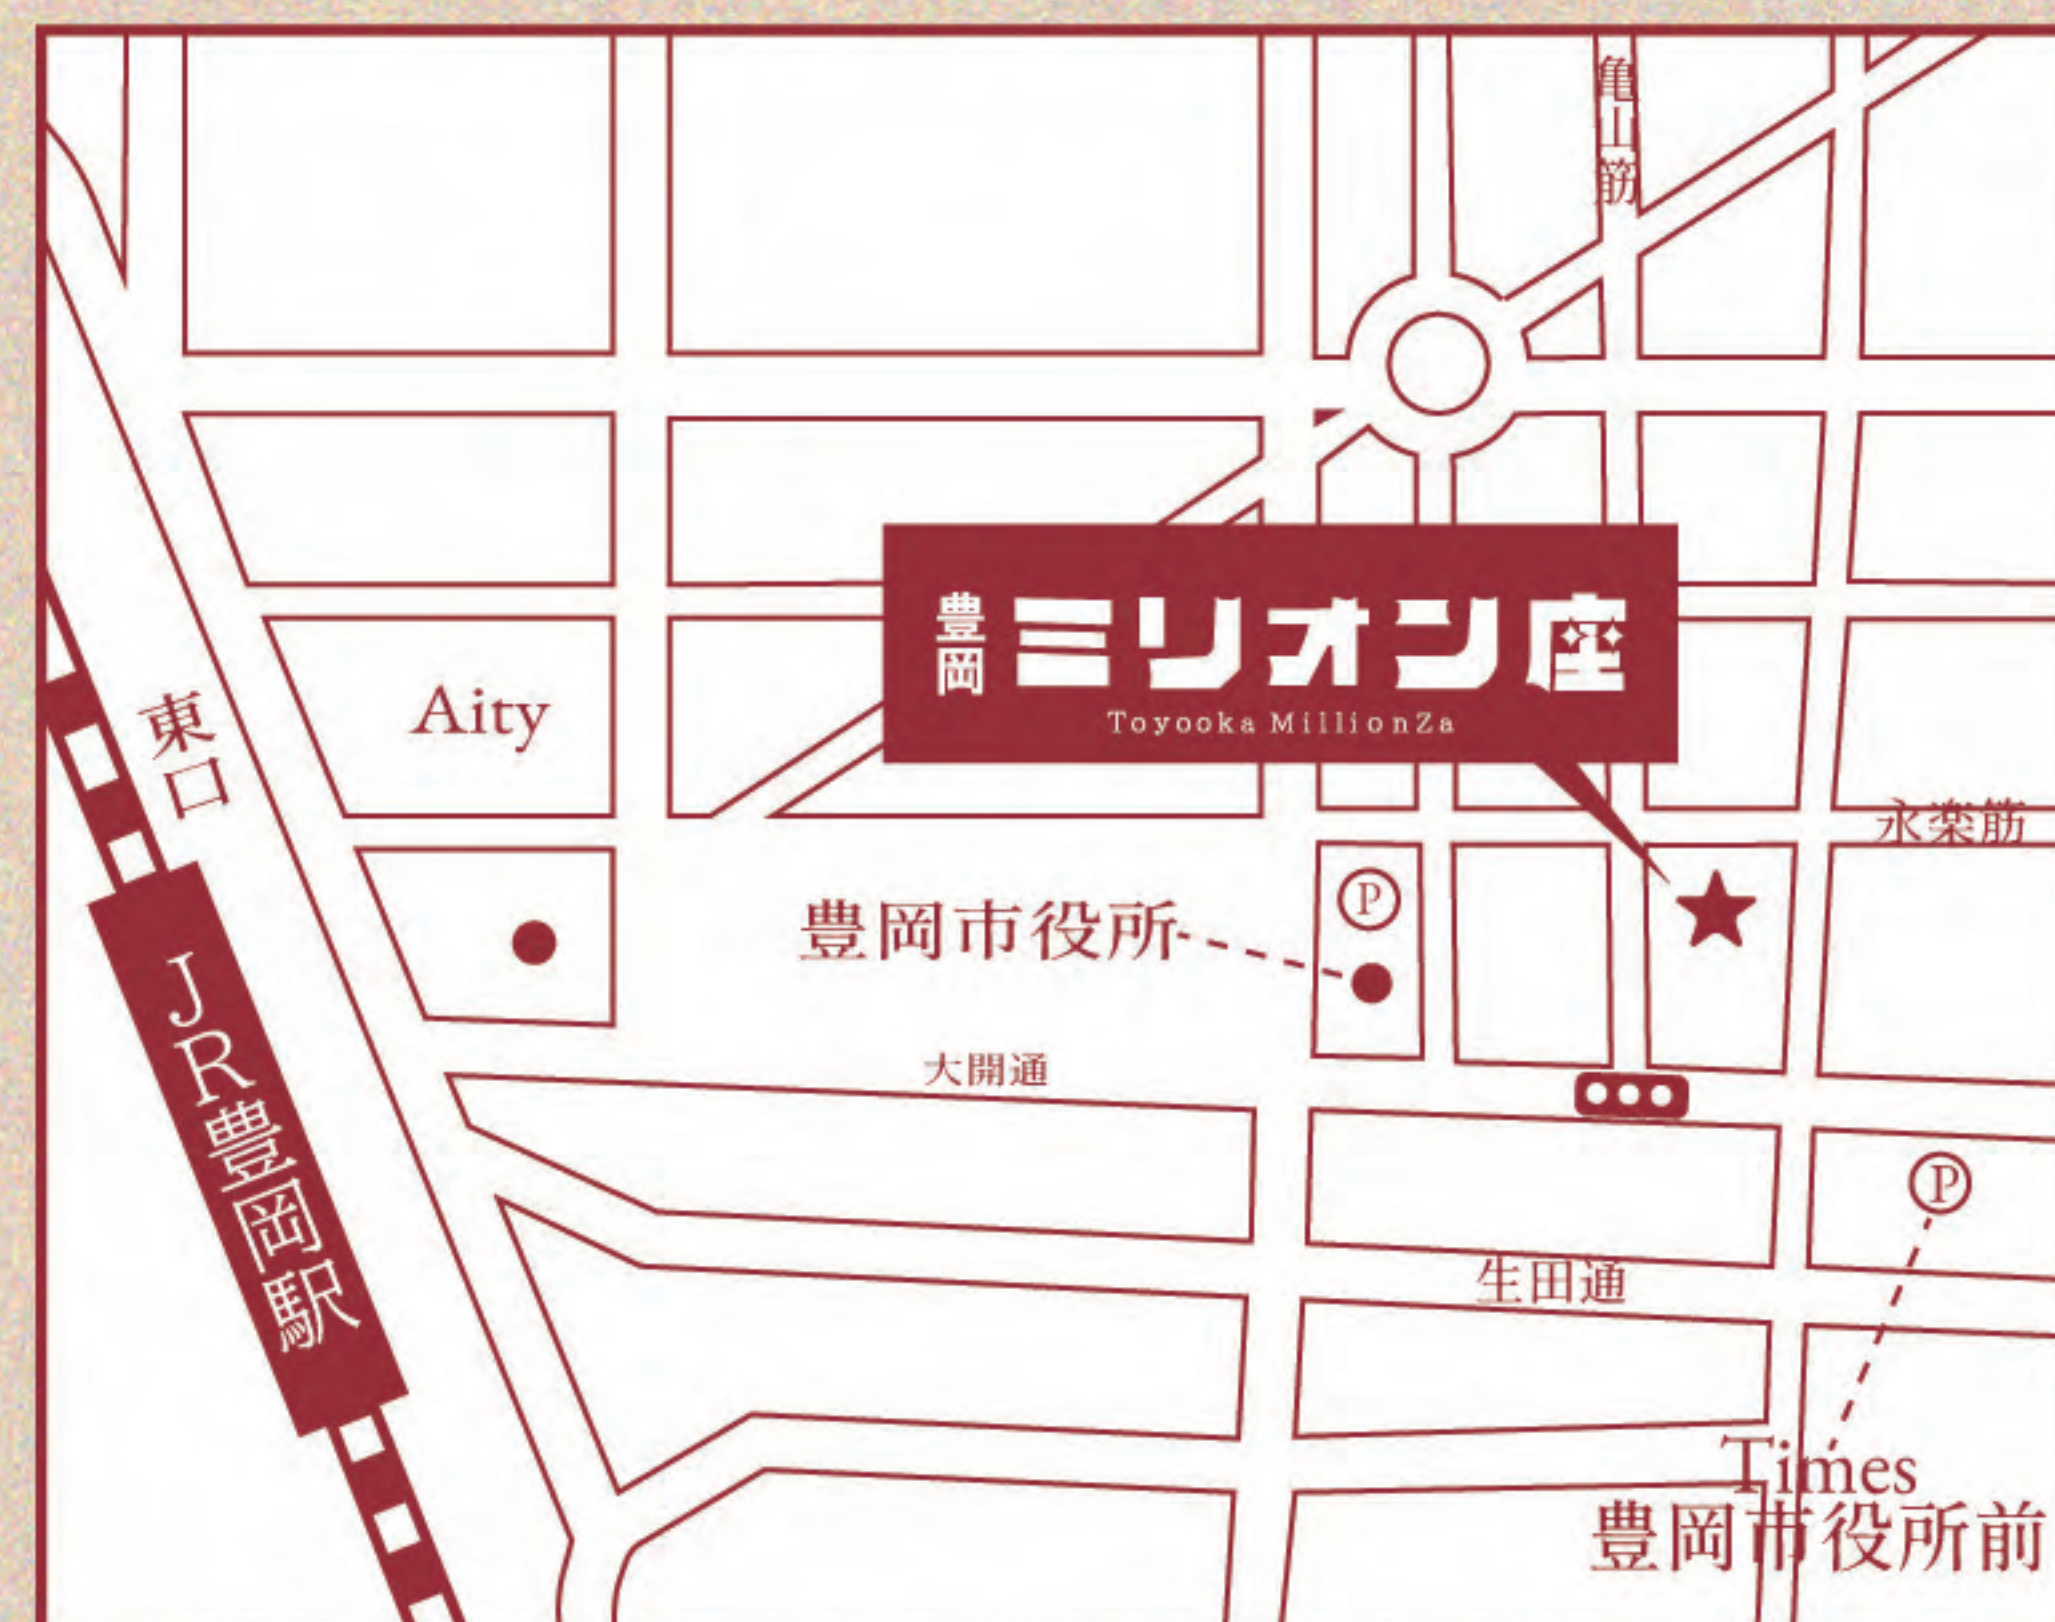 亀山筋
豊岡 ミリオン座
Toyooka MillionZa
東口
Aity
永楽筋
P
豊岡市役所
JR豊岡駅
大開通
P
生田通
Times
豊岡市役所前